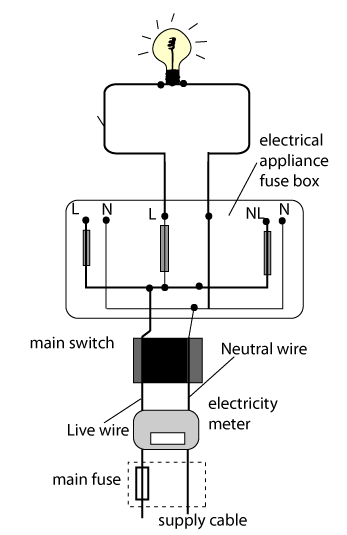 electrical
appliance
fuse box
L N L NL N
main switch
Neutral wire
electricity
meter
Live wire
main fuse
supply cable